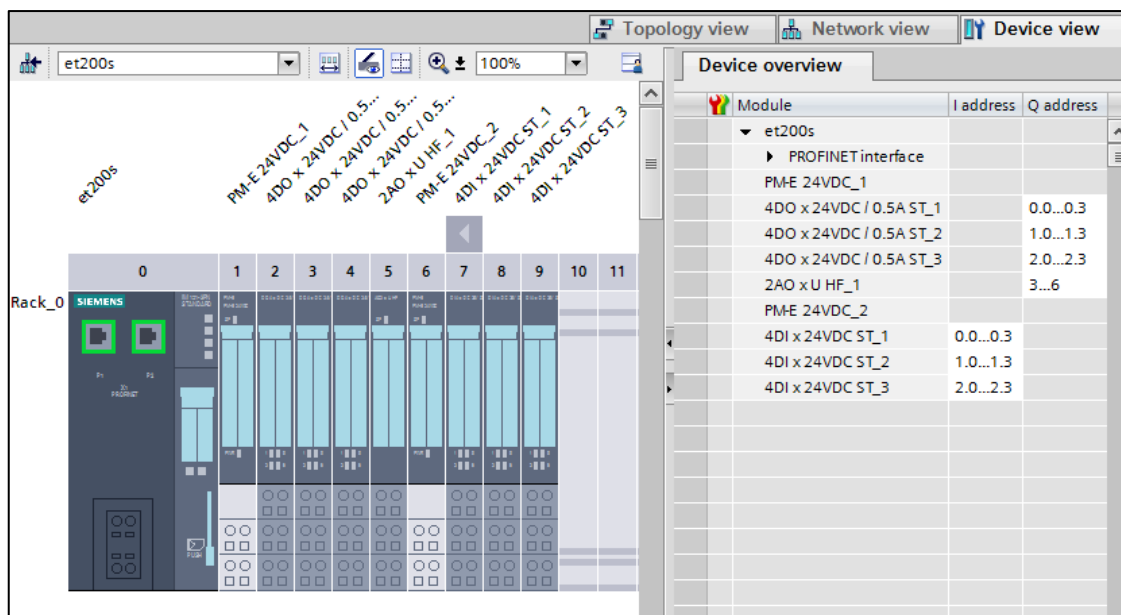 Topology view
Network view
Device view
et200s
100%
Device overview
Module I address Q address
et200s
PROFINET interface
PM-E 24VDC_1
4DO x 24VDC / 0.5A ST_1 0.0...0.3
4DO x 24VDC / 0.5A ST_2 1.0...1.3
4DO x 24VDC / 0.5A ST_3 2.0...2.3
2AO x U HF_1 3...6
PM-E 24VDC_2
4DI x 24VDC ST_1 0.0...0.3
4DI x 24VDC ST_2 1.0...1.3
4DI x 24VDC ST_3 2.0...2.3
et200s
PM-E 24VDC_1
4DO x 24VDC / 0.5...
4DO x 24VDC / 0.5...
4DO x 24VDC / 0.5...
2AO x U HF_1
PM-E 24VDC_2
4DI x 24VDC ST_1
4DI x 24VDC ST_2
4DI x 24VDC ST_3
0 1 2 3 4 5 6 7 8 9 10 11
Rack_0
SIEMENS
P1 P2
X1
PROFINET
PUSH